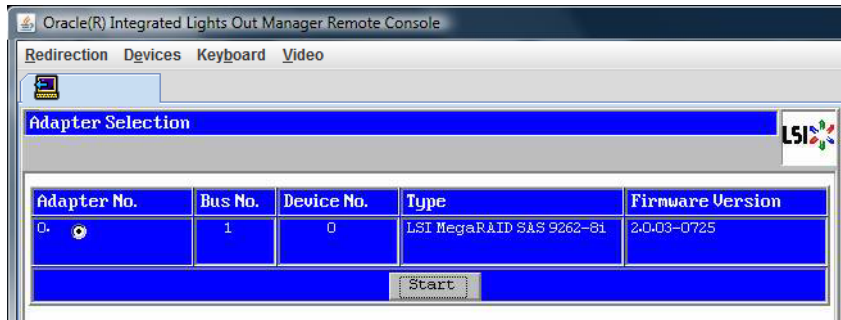 Oracle(R) Integrated Lights Out Manager Remote Console
Redirection Devices Keyboard Video
Adapter Selection
LSI
Adapter No. Bus No. Device No. Type Firmware Version
0. 1 0 LSI MegaRAID SAS 9262-8i 2.0.03-0725
Start